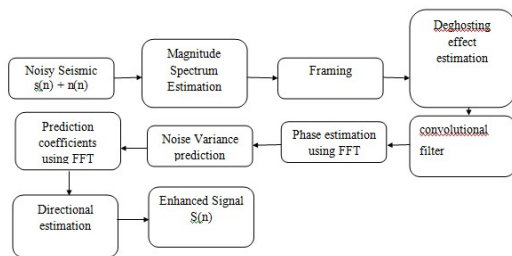 Noisy Seismic
s(n) + n(n)
Magnitude
Spectrum
Estimation
Framing
Deghosting
effect
estimation
convolutional
filter
Phase estimation
using FFT
Noise Variance
prediction
Prediction
coefficients
using FFT
Directional
estimation
Enhanced Signal
S(n)